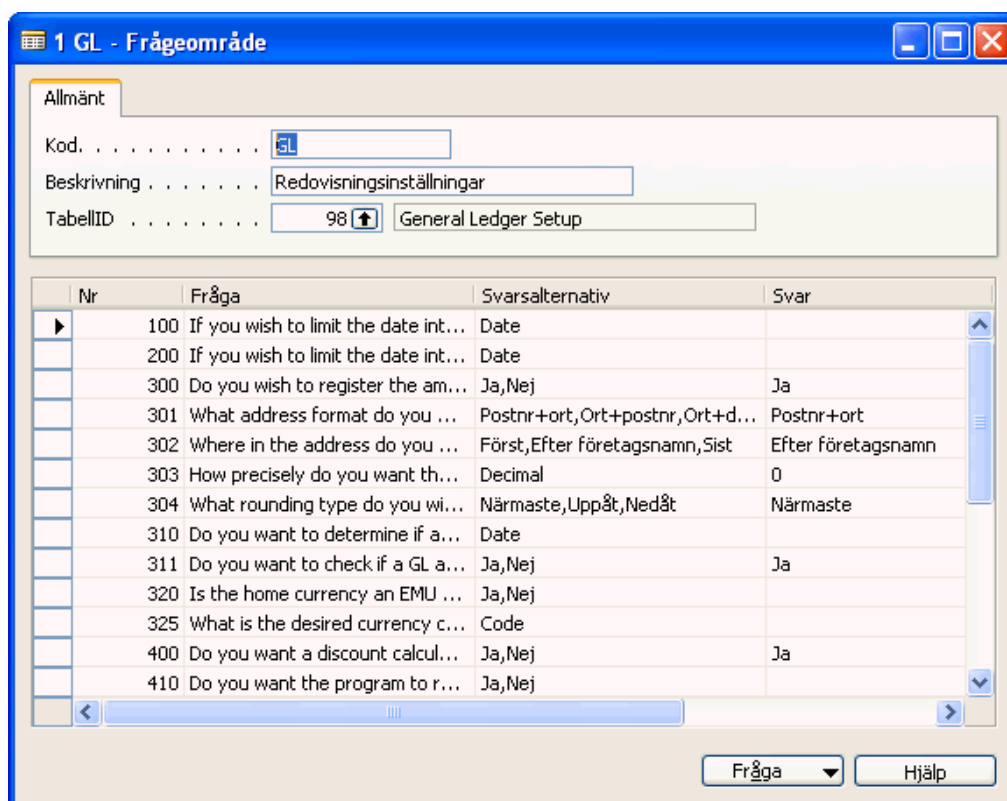 1 GL - Frågeområde
Allmänt
Kod. . . . . . . . . . . . GL
Beskrivning . . . . . . . Redovisningsinställningar
TabellID . . . . . . . . 98 General Ledger Setup
Nr Fråga Svarsalternativ Svar
100 If you wish to limit the date int... Date
200 If you wish to limit the date int... Date
300 Do you wish to register the am... Ja,Nej Ja
301 What address format do you ... Postnr+ort,Ort+postnr,Ort+d... Postnr+ort
302 Where in the address do you ... Först,Efter företagsnamn,Sist Efter företagsnamn
303 How precisely do you want th... Decimal 0
304 What rounding type do you wi... Närmaste,Uppåt,Nedåt Närmaste
310 Do you want to determine if a... Date
311 Do you want to check if a GL a... Ja,Nej Ja
320 Is the home currency an EMU ... Ja,Nej
325 What is the desired currency c... Code
400 Do you want a discount calcul... Ja,Nej Ja
410 Do you want the program to r... Ja,Nej
Fråga Hjälp